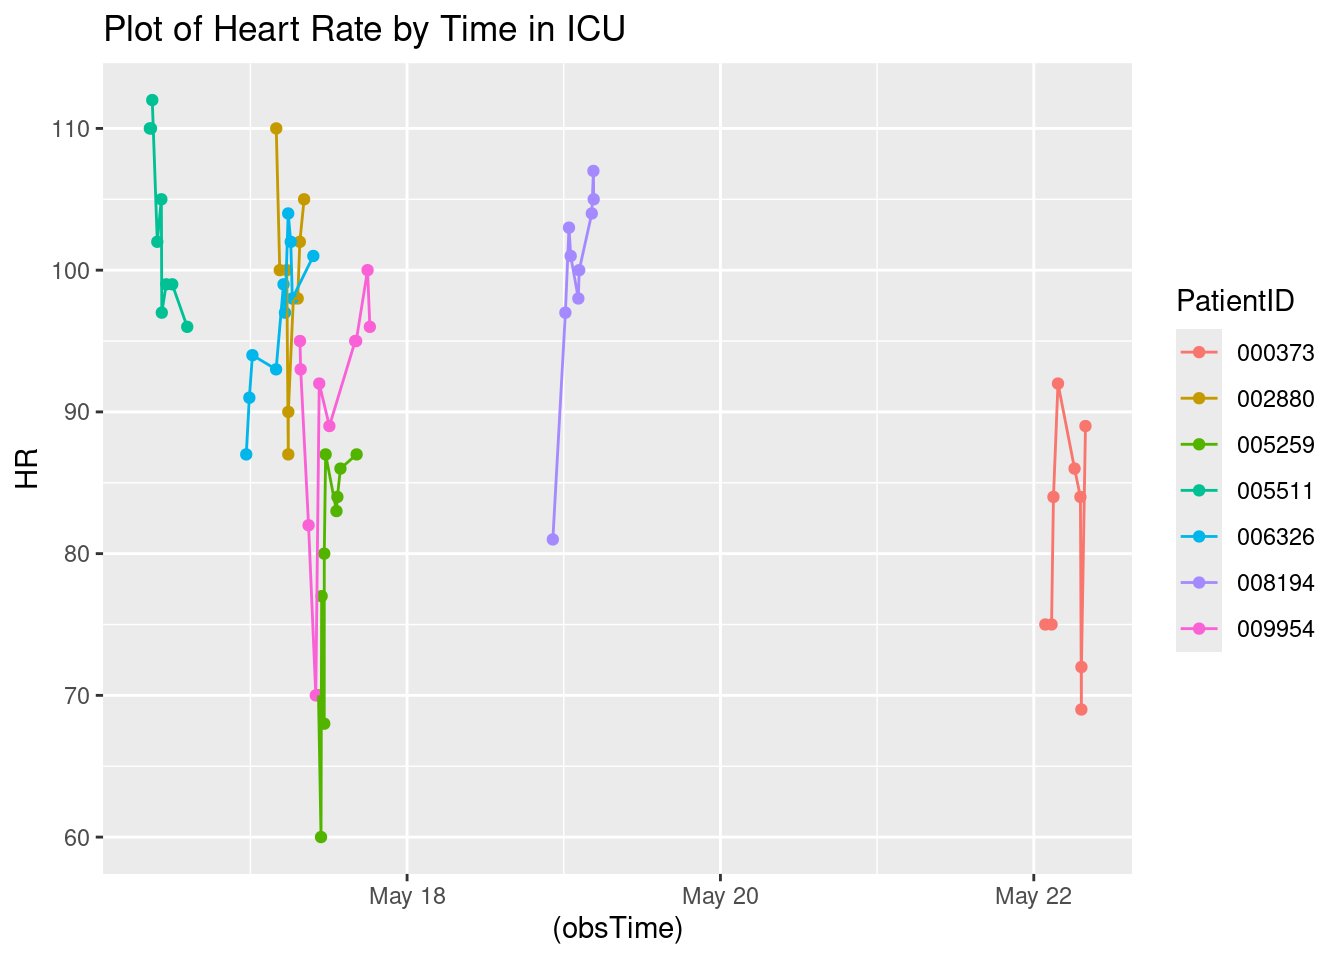 Plot of Heart Rate by Time in ICU
HR
110
100
90
80
70
60
May 18
May 20
May 22
(obsTime)
PatientID
000373
002880
005259
005511
006326
008194
009954